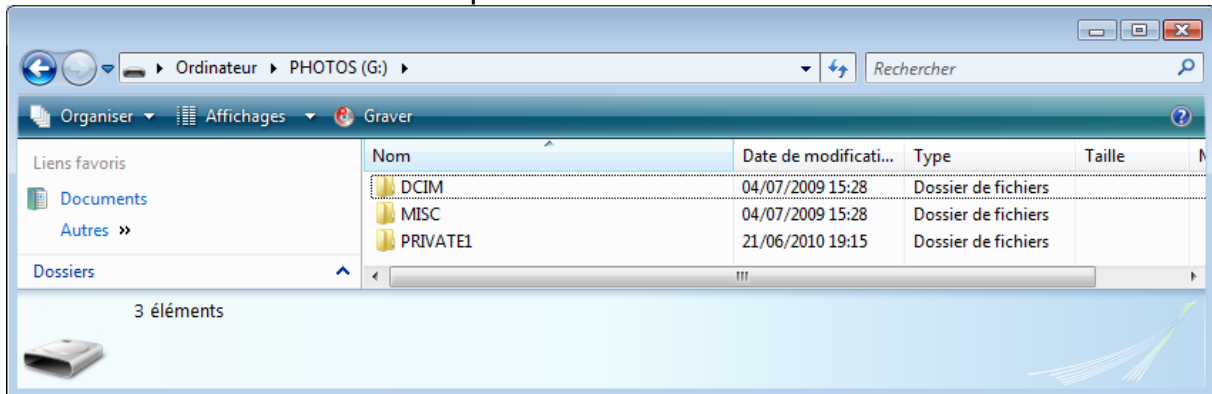 Ordinateur PHOTOS (G:)
Rechercher
Organiser Affichages Graver
Liens favoris
Documents
Autres »
Dossiers
Nom Date de modificati... Type Taille
DCIM 04/07/2009 15:28 Dossier de fichiers
MISC 04/07/2009 15:28 Dossier de fichiers
PRIVATE1 21/06/2010 19:15 Dossier de fichiers
3 éléments